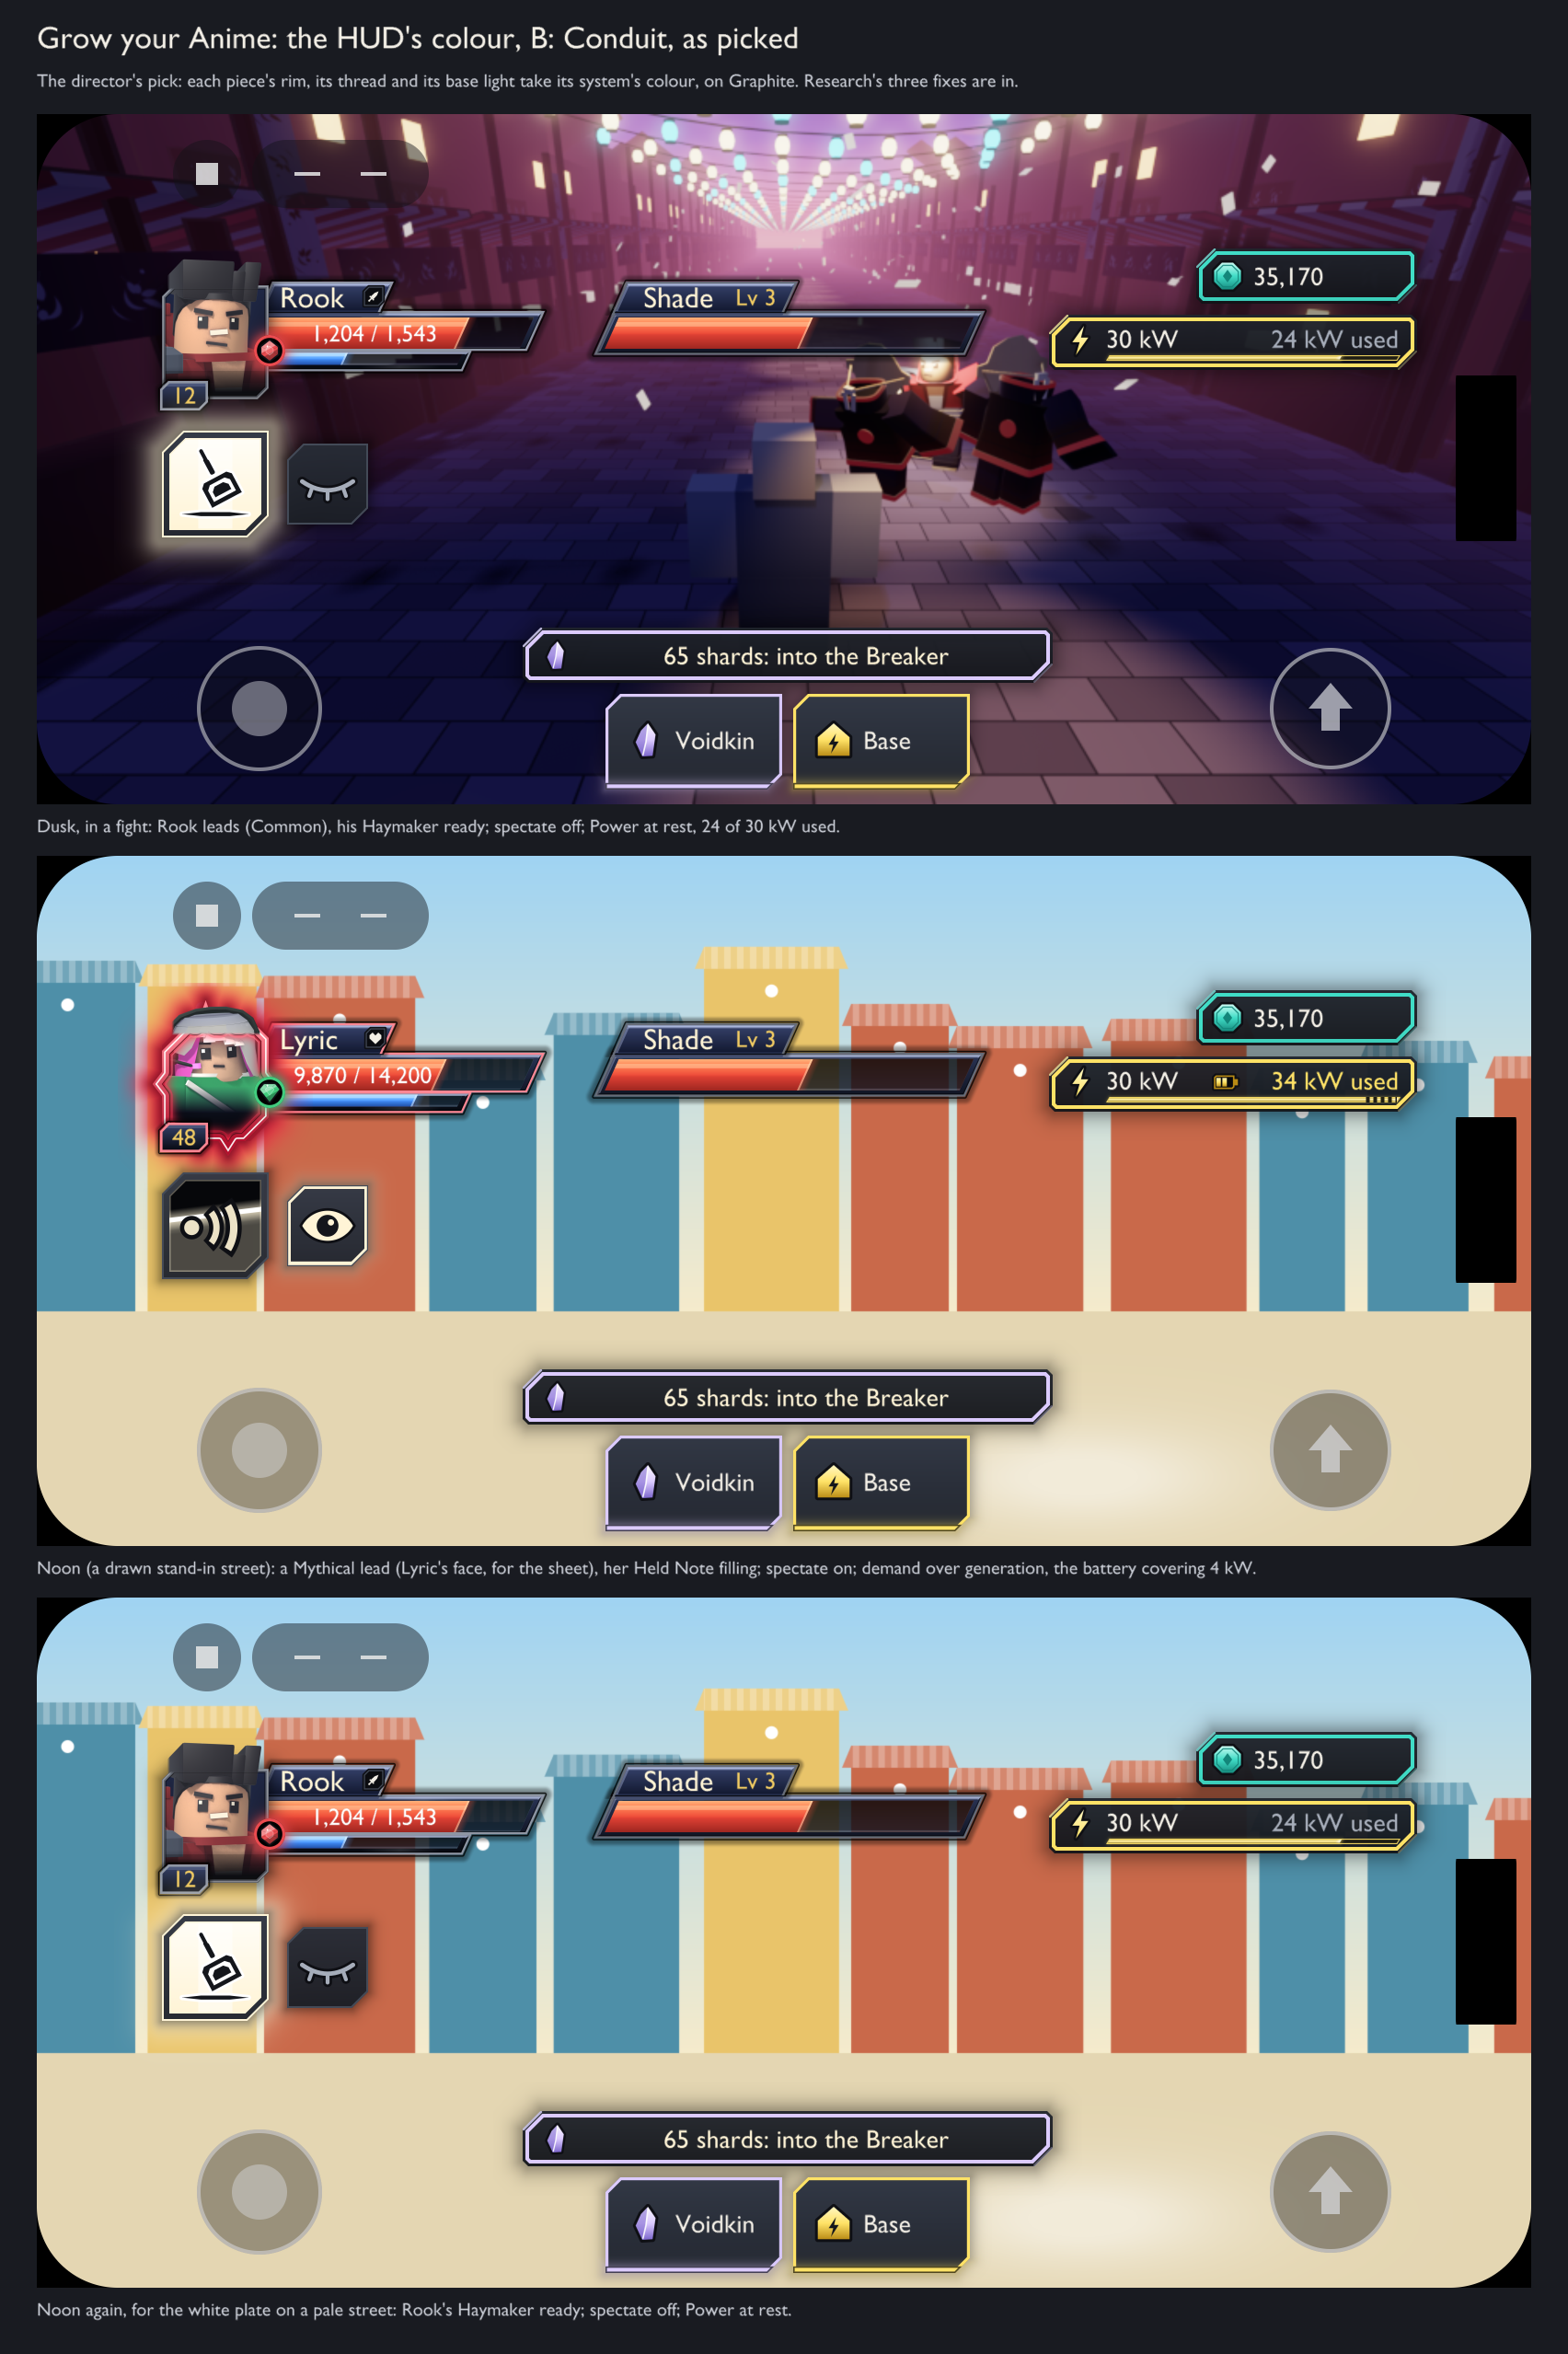 Grow your Anime: the HUD's colour, B: Conduit, as picked
The director's pick: each piece's rim, its thread and its base light take its system's colour, on Graphite. Research's three fixes are in.
35,170
Rook
Shade Lv 3
1,204 / 1,543
30 kW 24 kW used
12
65 shards: into the Breaker
Voidkin
Base
Dusk, in a fight: Rook leads (Common), his Haymaker ready; spectate off; Power at rest, 24 of 30 kW used.
35,170
Lyric
Shade Lv 3
9,870 / 14,200
30 kW 34 kW used
48
65 shards: into the Breaker
Voidkin
Base
Noon (a drawn stand-in street): a Mythical lead (Lyric's face, for the sheet), her Held Note filling; spectate on; demand over generation, the battery covering 4 kW.
35,170
Rook
Shade Lv 3
1,204 / 1,543
30 kW 24 kW used
12
65 shards: into the Breaker
Voidkin
Base
Noon again, for the white plate on a pale street: Rook's Haymaker ready; spectate off; Power at rest.